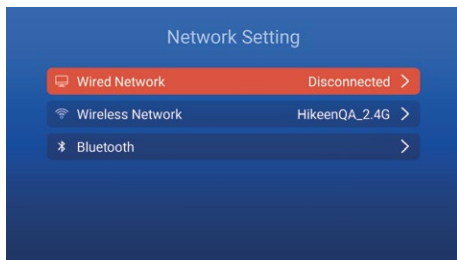 Network Setting
Wired Network Disconnected
Wireless Network HikeenQA_2.4G
Bluetooth